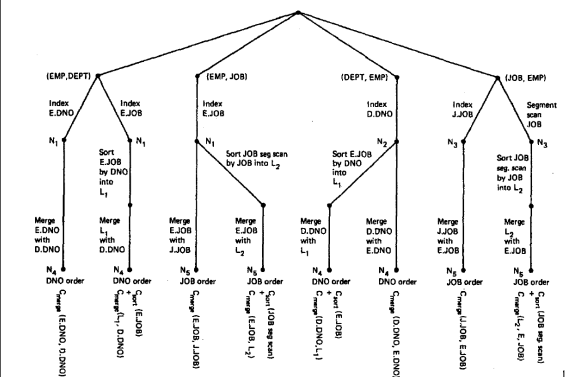 (EMP,DEPT)
(EMP, JOB)
(DEPT, EMP)
(JOB, EMP)
Index
E.DNO
Index
E.JOB
Index
E.JOB
Index
D.DNO
Index
J.JOB
Segment
scan
JOB
N1
N1
N1
N2
N3
N3
Sort
E.JOB
by DNO
into
L1
Sort JOB seg scan
by JOB into L2
Sort E.JOB
by DNO
into
L1
Sort JOB
seg. scan
by JOB
into L2
Merge
E.DNO
with
D.DNO
Merge
L1
with
D.DNO
Merge
E.JOB
with
J.JOB
Merge
E.JOB
with
L2
Merge
D.DNO
with
L1
Merge
D.DNO
with
E.DNO
Merge
J.JOB
with
E.JOB
Merge
L2
with
E.JOB
N4
DNO order
N4
DNO order
N5
JOB order
N5
JOB order
N4
DNO order
N4
DNO order
N5
JOB order
N5
JOB order
Cmerge (E.DNO, D.DNO)
Csort (E.JOB)
+
Cmerge (L1, D.DNO)
Cmerge (E.JOB, J.JOB)
Csort (JOB seg scan)
+
Cmerge (E.JOB, L2)
Csort (E.JOB)
+
Cmerge (D.DNO, L1)
Cmerge (D.DNO, E.DNO)
Cmerge (J.JOB, E.JOB)
Csort (JOB seg. scan)
+
Cmerge (L2, E.JOB)